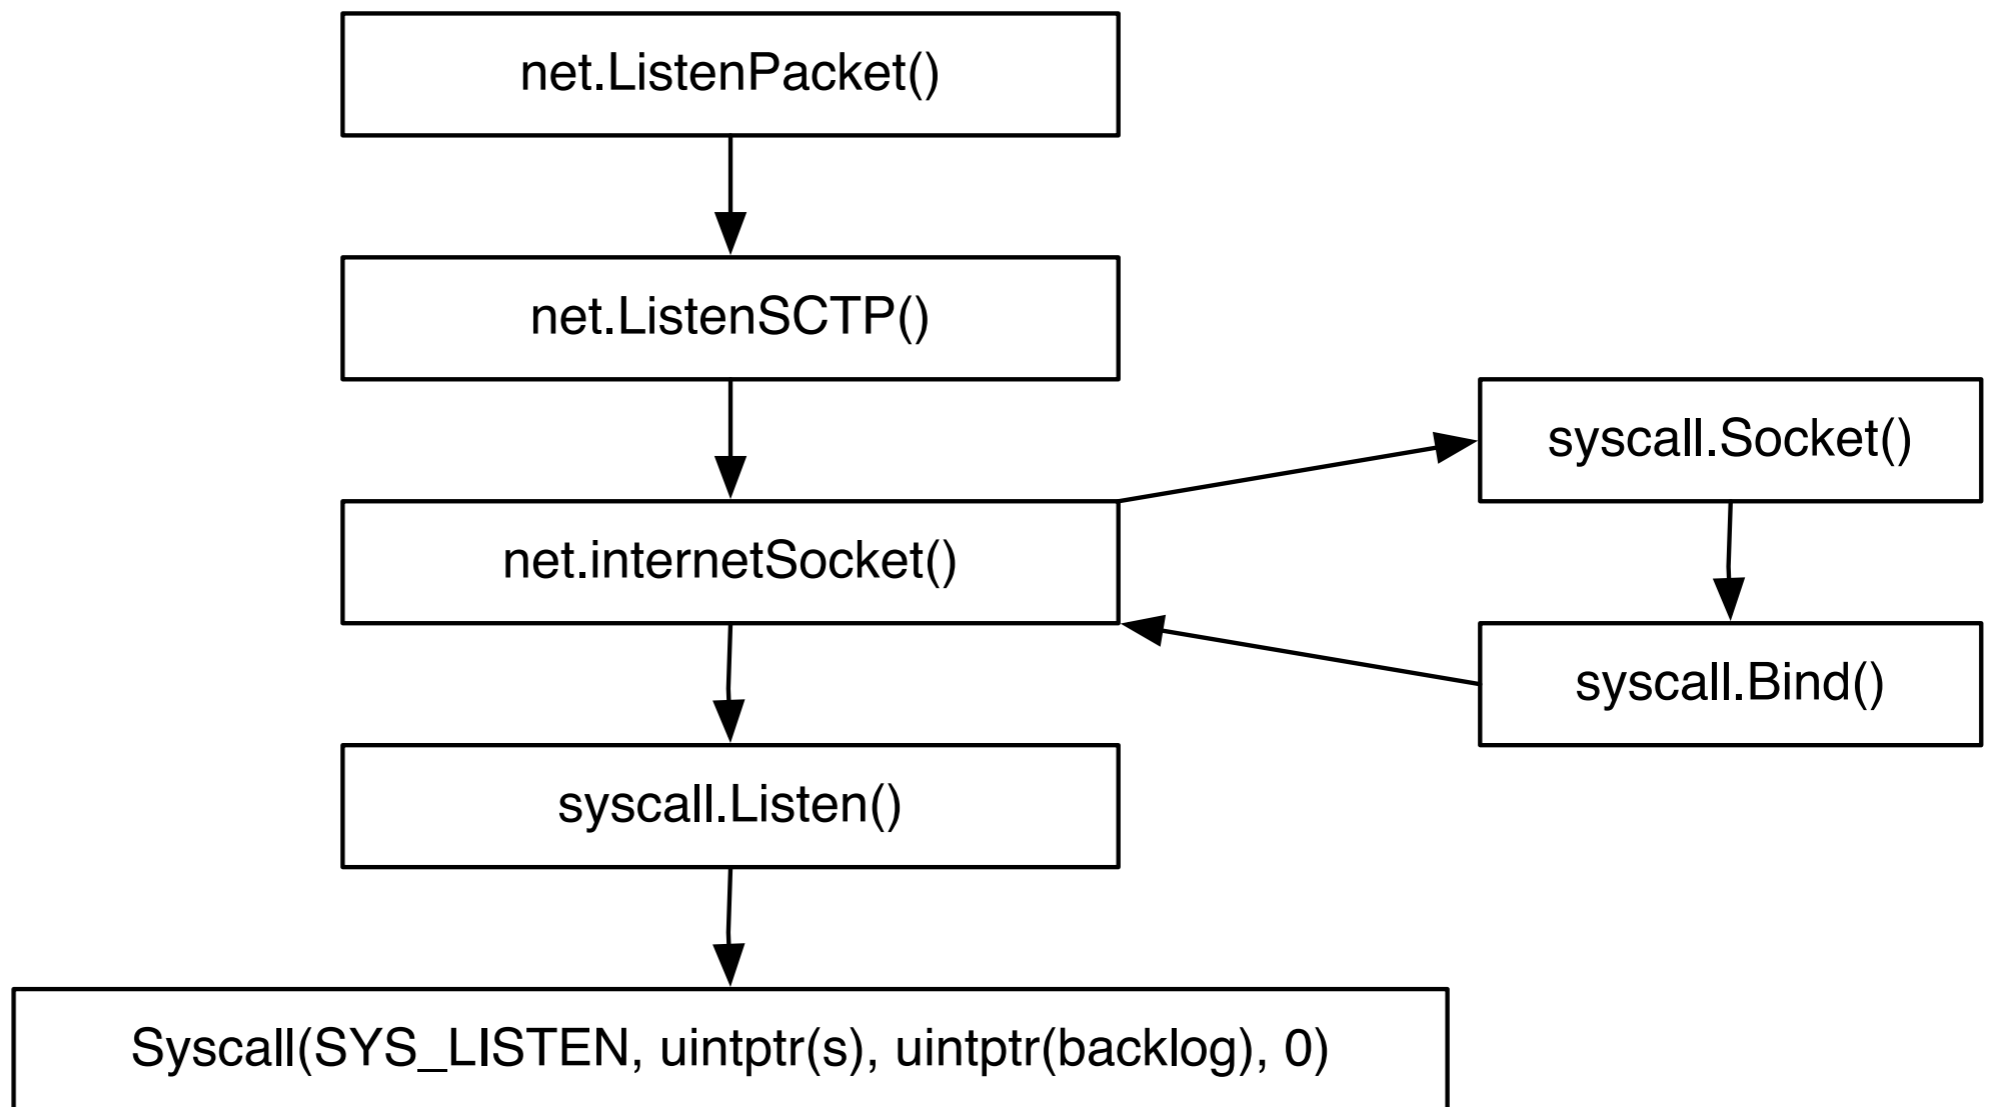 net.ListenPacket()
net.ListenSCTP()
net.internetSocket()
syscall.Socket()
syscall.Bind()
syscall.Listen()
Syscall(SYS_LISTEN, uintptr(s), uintptr(backlog), 0)